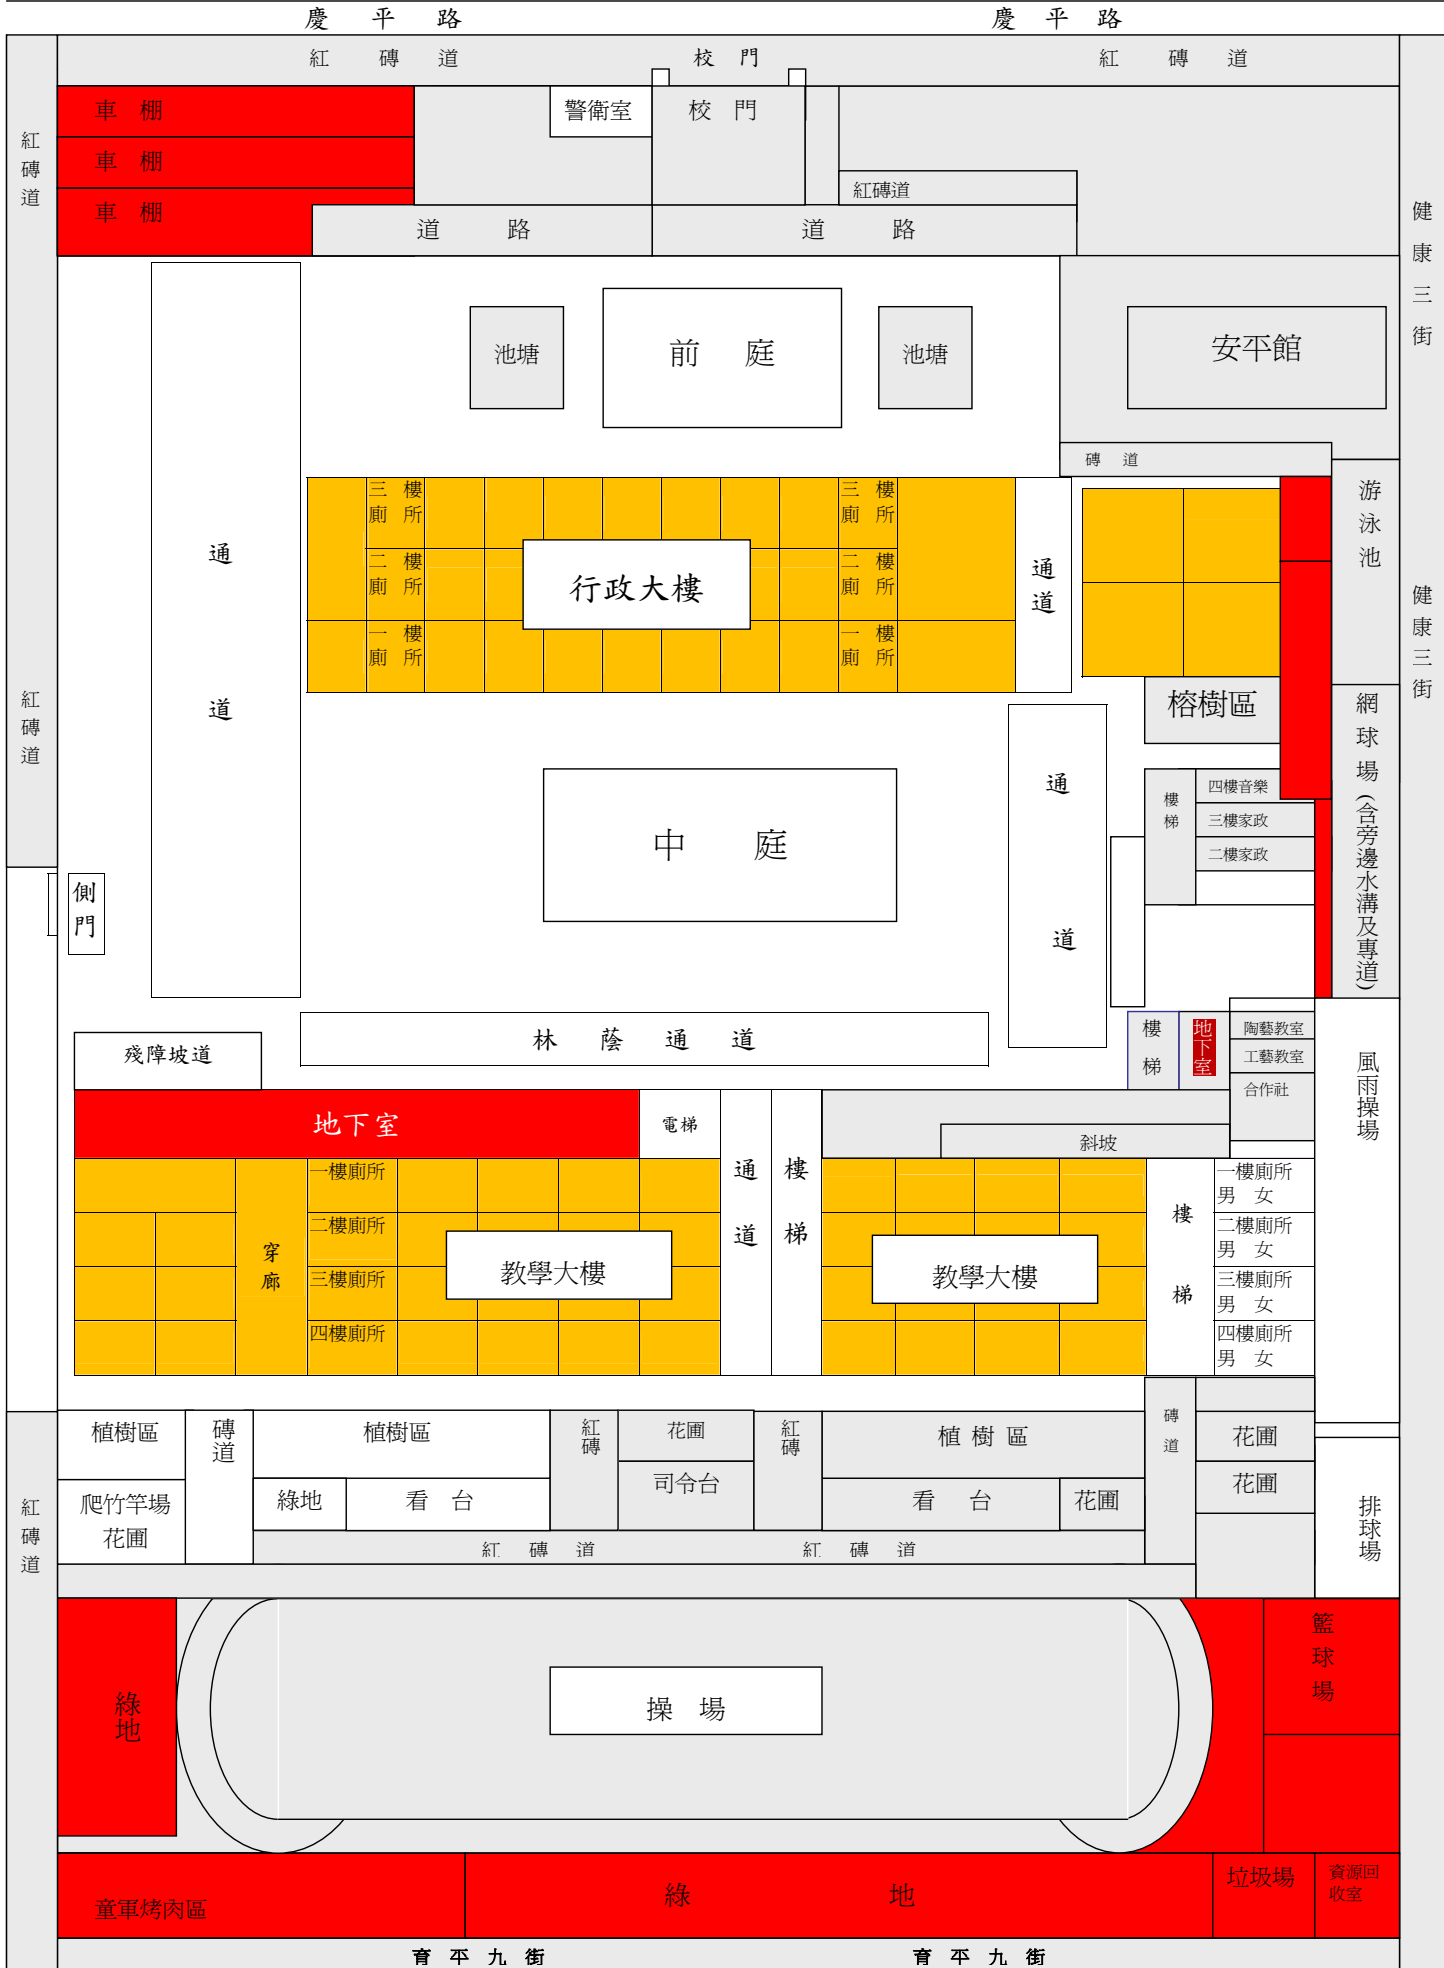 慶平路 慶平路
紅磚道 校門 紅磚道
車棚 警衛室 校門
車棚
車棚 紅磚道
道路 道路
紅磚道
健康三街
池塘 前庭 池塘 安平館
磚道
三樓廁所 三樓廁所
二樓廁所 二樓廁所
一樓廁所 一樓廁所
行政大樓
通道
通道
游泳池
健康三街
紅磚道
榕樹區
網球場(含旁邊水溝及專道)
中庭
通道
樓梯
四樓音樂
三樓家政
二樓家政
側門
林蔭通道
殘障坡道
樓梯 地下室
陶藝教室
工藝教室
合作社
風雨操場
地下室 電梯
斜坡
通道 樓梯
一樓廁所
二樓廁所
三樓廁所
四樓廁所
穿廊
教學大樓 教學大樓
樓梯
一樓廁所
男 女
二樓廁所
男 女
三樓廁所
男 女
四樓廁所
男 女
植樹區 磚道 植樹區 紅磚 花圃 紅磚 植樹區 磚道 花圃
爬竹竿場
花圃
綠地 看台 司令台 看台 花圃 花圃
紅磚道 紅磚道
紅磚道
排球場
綠地 操場 籃球場
童軍烤肉區 綠地 垃圾場
資源回
收室
育平九街 育平九街